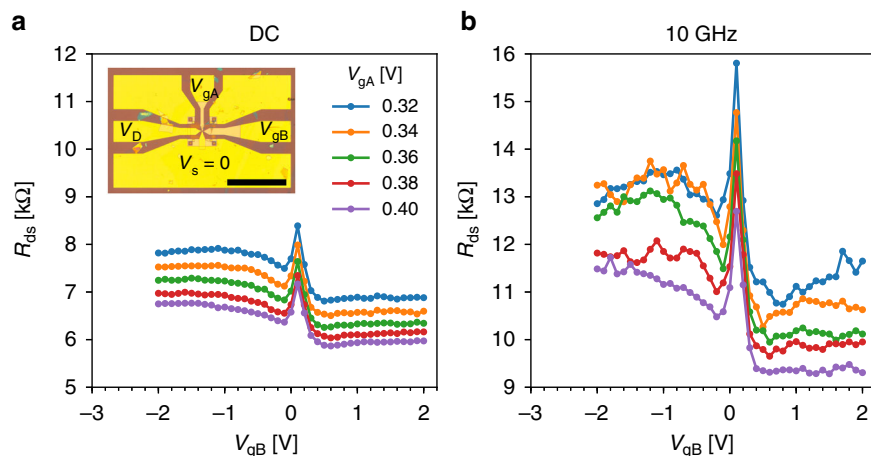 a
DC
12
11
10
9
8
7
6
5
R_ds [kΩ]
V_gA
V_D
V_gB
V_s = 0
V_gA [V]
0.32
0.34
0.36
0.38
0.40
−3 −2 −1 0 1 2
V_gB [V]
b
10 GHz
16
15
14
13
12
11
10
9
R_ds [kΩ]
−3 −2 −1 0 1 2
V_gB [V]